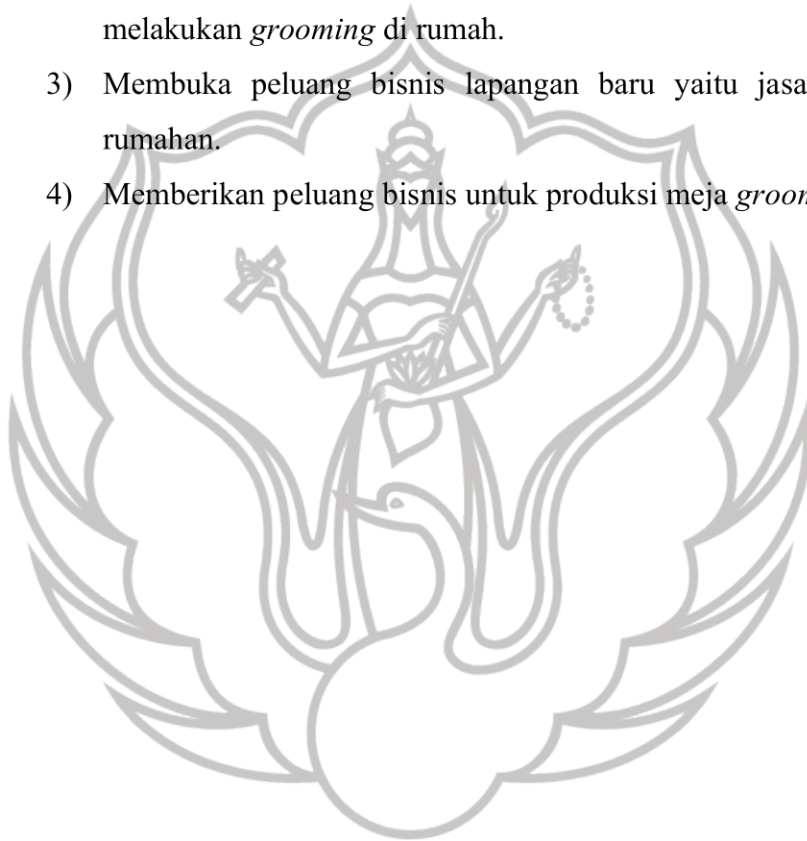 melakukan grooming di rumah.
3) Membuka peluang bisnis lapangan baru yaitu jasa
rumahan.
4) Memberikan peluang bisnis untuk produksi meja